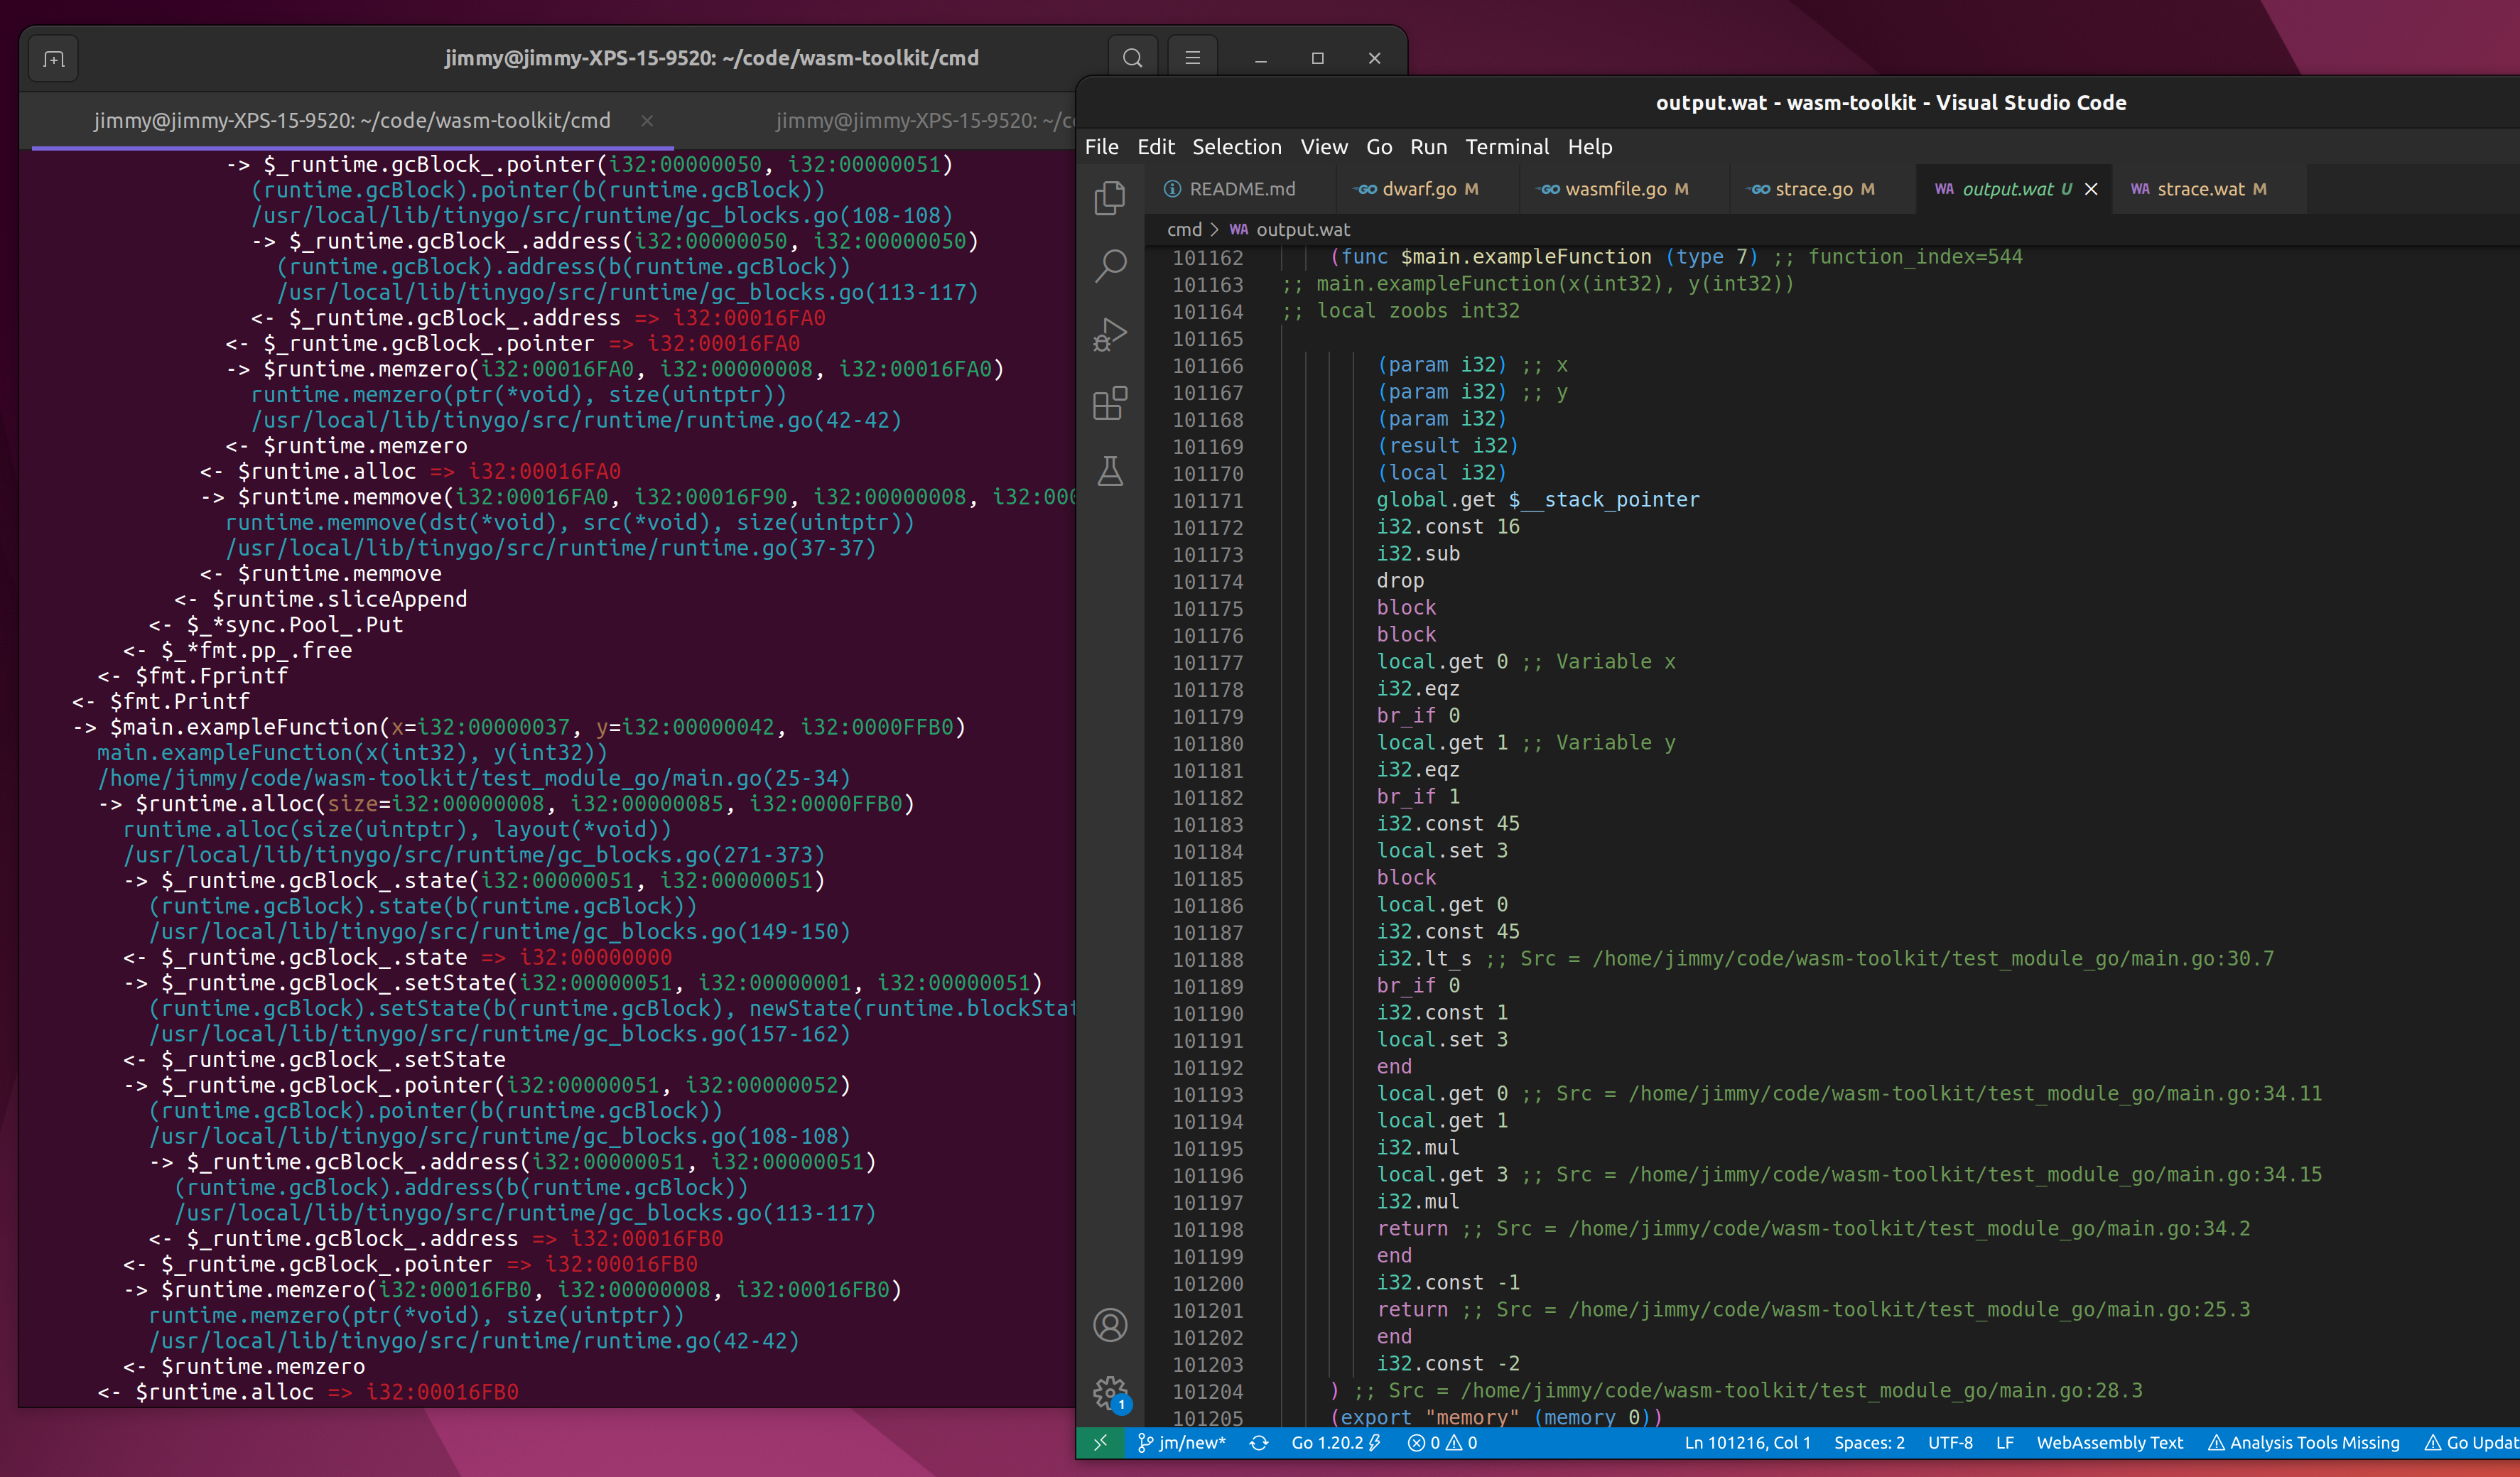 jimmy@jimmy-XPS-15-9520: ~/code/wasm-toolkit/cmd
jimmy@jimmy-XPS-15-9520: ~/code/wasm-toolkit/cmd × jimmy@jimmy-XPS-15-9520: ~/c
-> $_runtime.gcBlock_.pointer(i32:00000050, i32:00000051)
(runtime.gcBlock).pointer(b(runtime.gcBlock))
/usr/local/lib/tinygo/src/runtime/gc_blocks.go(108-108)
-> $_runtime.gcBlock_.address(i32:00000050, i32:00000050)
(runtime.gcBlock).address(b(runtime.gcBlock))
/usr/local/lib/tinygo/src/runtime/gc_blocks.go(113-117)
<- $_runtime.gcBlock_.address => i32:00016FA0
<- $_runtime.gcBlock_.pointer => i32:00016FA0
-> $runtime.memzero(i32:00016FA0, i32:00000008, i32:00016FA0)
runtime.memzero(ptr(*void), size(uintptr))
/usr/local/lib/tinygo/src/runtime/runtime.go(42-42)
<- $runtime.memzero
<- $runtime.alloc => i32:00016FA0
-> $runtime.memmove(i32:00016FA0, i32:00016F90, i32:00000008, i32:000
runtime.memmove(dst(*void), src(*void), size(uintptr))
/usr/local/lib/tinygo/src/runtime/runtime.go(37-37)
<- $runtime.memmove
<- $runtime.sliceAppend
<- $_*sync.Pool_.Put
<- $_*fmt.pp_.free
<- $fmt.Fprintf
<- $fmt.Printf
-> $main.exampleFunction(x=i32:00000037, y=i32:00000042, i32:0000FFB0)
main.exampleFunction(x(int32), y(int32))
/home/jimmy/code/wasm-toolkit/test_module_go/main.go(25-34)
-> $runtime.alloc(size=i32:00000008, i32:00000085, i32:0000FFB0)
runtime.alloc(size(uintptr), layout(*void))
/usr/local/lib/tinygo/src/runtime/gc_blocks.go(271-373)
-> $_runtime.gcBlock_.state(i32:00000051, i32:00000051)
(runtime.gcBlock).state(b(runtime.gcBlock))
/usr/local/lib/tinygo/src/runtime/gc_blocks.go(149-150)
<- $_runtime.gcBlock_.state => i32:00000000
-> $_runtime.gcBlock_.setState(i32:00000051, i32:00000001, i32:00000051)
(runtime.gcBlock).setState(b(runtime.gcBlock), newState(runtime.blockStat
/usr/local/lib/tinygo/src/runtime/gc_blocks.go(157-162)
<- $_runtime.gcBlock_.setState
-> $_runtime.gcBlock_.pointer(i32:00000051, i32:00000052)
(runtime.gcBlock).pointer(b(runtime.gcBlock))
/usr/local/lib/tinygo/src/runtime/gc_blocks.go(108-108)
-> $_runtime.gcBlock_.address(i32:00000051, i32:00000051)
(runtime.gcBlock).address(b(runtime.gcBlock))
/usr/local/lib/tinygo/src/runtime/gc_blocks.go(113-117)
<- $_runtime.gcBlock_.address => i32:00016FB0
<- $_runtime.gcBlock_.pointer => i32:00016FB0
-> $runtime.memzero(i32:00016FB0, i32:00000008, i32:00016FB0)
runtime.memzero(ptr(*void), size(uintptr))
/usr/local/lib/tinygo/src/runtime/runtime.go(42-42)
<- $runtime.memzero
<- $runtime.alloc => i32:00016FB0
output.wat - wasm-toolkit - Visual Studio Code
File Edit Selection View Go Run Terminal Help
README.md GO dwarf.go M GO wasmfile.go M GO strace.go M WA output.wat U × WA strace.wat M
cmd > WA output.wat
101162 (func $main.exampleFunction (type 7) ;; function_index=544
101163 ;; main.exampleFunction(x(int32), y(int32))
101164 ;; local zoobs int32
101165
101166 (param i32) ;; x
101167 (param i32) ;; y
101168 (param i32)
101169 (result i32)
101170 (local i32)
101171 global.get $__stack_pointer
101172 i32.const 16
101173 i32.sub
101174 drop
101175 block
101176 block
101177 local.get 0 ;; Variable x
101178 i32.eqz
101179 br_if 0
101180 local.get 1 ;; Variable y
101181 i32.eqz
101182 br_if 1
101183 i32.const 45
101184 local.set 3
101185 block
101186 local.get 0
101187 i32.const 45
101188 i32.lt_s ;; Src = /home/jimmy/code/wasm-toolkit/test_module_go/main.go:30.7
101189 br_if 0
101190 i32.const 1
101191 local.set 3
101192 end
101193 local.get 0 ;; Src = /home/jimmy/code/wasm-toolkit/test_module_go/main.go:34.11
101194 local.get 1
101195 i32.mul
101196 local.get 3 ;; Src = /home/jimmy/code/wasm-toolkit/test_module_go/main.go:34.15
101197 i32.mul
101198 return ;; Src = /home/jimmy/code/wasm-toolkit/test_module_go/main.go:34.2
101199 end
101200 i32.const -1
101201 return ;; Src = /home/jimmy/code/wasm-toolkit/test_module_go/main.go:25.3
101202 end
101203 i32.const -2
101204 ) ;; Src = /home/jimmy/code/wasm-toolkit/test_module_go/main.go:28.3
101205 (export "memory" (memory 0))
1
jm/new* Go 1.20.2 0 0 Ln 101216, Col 1 Spaces: 2 UTF-8 LF WebAssembly Text Analysis Tools Missing Go Updat